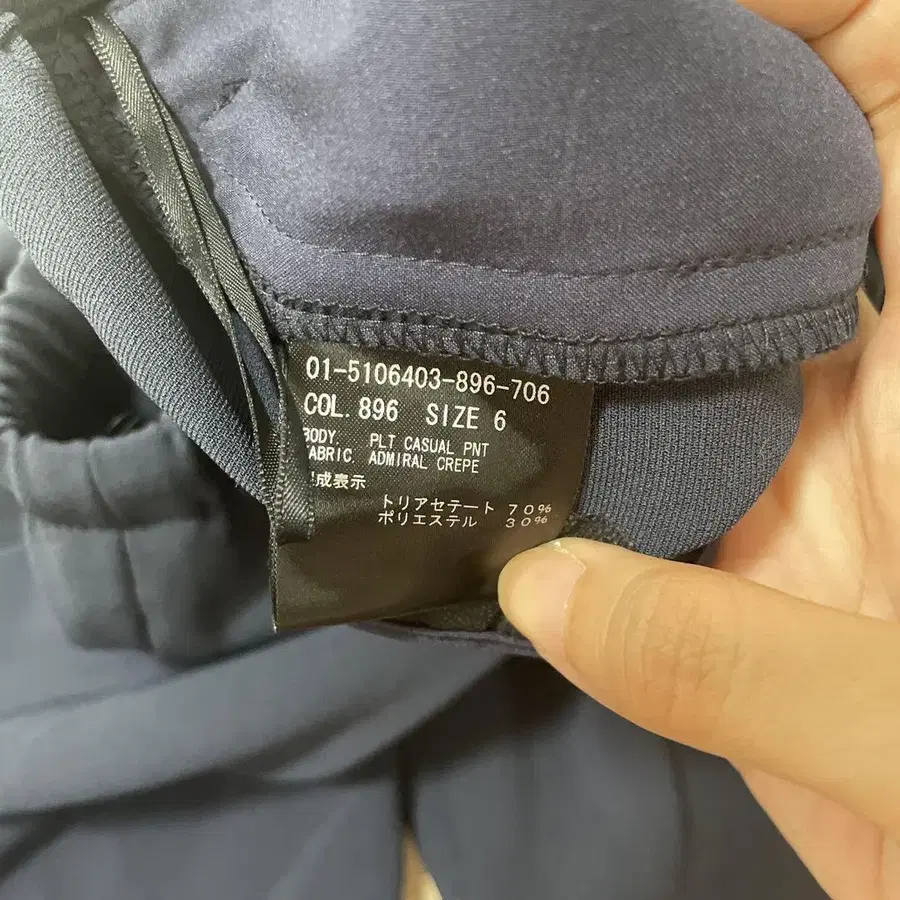 01-5106403-896-706
COL. 896 SIZE 6
BODY. PLT CASUAL PNT
FABRIC. ADMIRAL CREPE
成表示
トリアセテート 70%
ポリエステル 30%